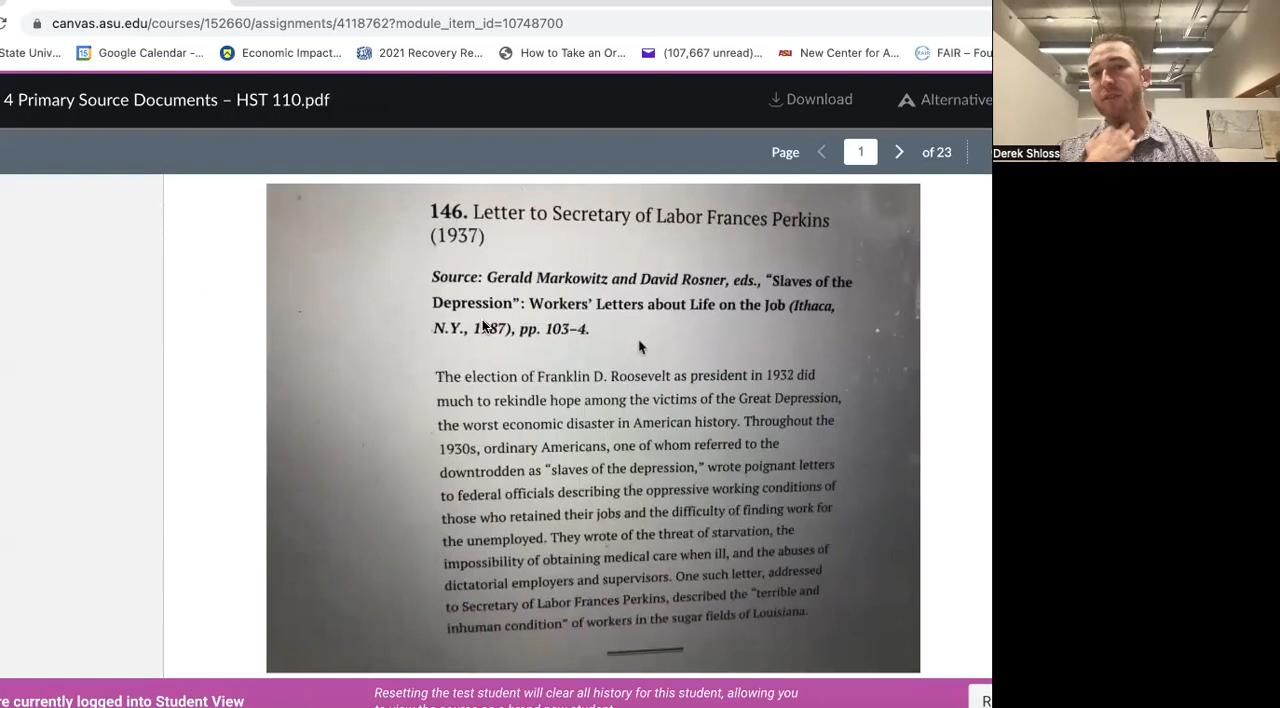 canvas.asu.edu/courses/152660/assignments/4118762?module_item_id=10748700
State Univ... Google Calendar -... Economic Impact... 2021 Recovery Re... How to Take an Or... (107,667 unread)... ASU New Center for A... FAIR FAIR – Fou
4 Primary Source Documents – HST 110.pdf Download Alternative
Page 1 of 23
Derek Shloss
146. Letter to Secretary of Labor Frances Perkins
(1937)
Source: Gerald Markowitz and David Rosner, eds., “Slaves of the
Depression”: Workers’ Letters about Life on the Job (Ithaca,
N.Y., 1987), pp. 103–4.
The election of Franklin D. Roosevelt as president in 1932 did
much to rekindle hope among the victims of the Great Depression,
the worst economic disaster in American history. Throughout the
1930s, ordinary Americans, one of whom referred to the
downtrodden as “slaves of the depression,” wrote poignant letters
to federal officials describing the oppressive working conditions of
those who retained their jobs and the difficulty of finding work for
the unemployed. They wrote of the threat of starvation, the
impossibility of obtaining medical care when ill, and the abuses of
dictatorial employers and supervisors. One such letter, addressed
to Secretary of Labor Frances Perkins, described the “terrible and
inhuman condition” of workers in the sugar fields of Louisiana.
re currently logged into Student View
Resetting the test student will clear all history for this student, allowing you
R